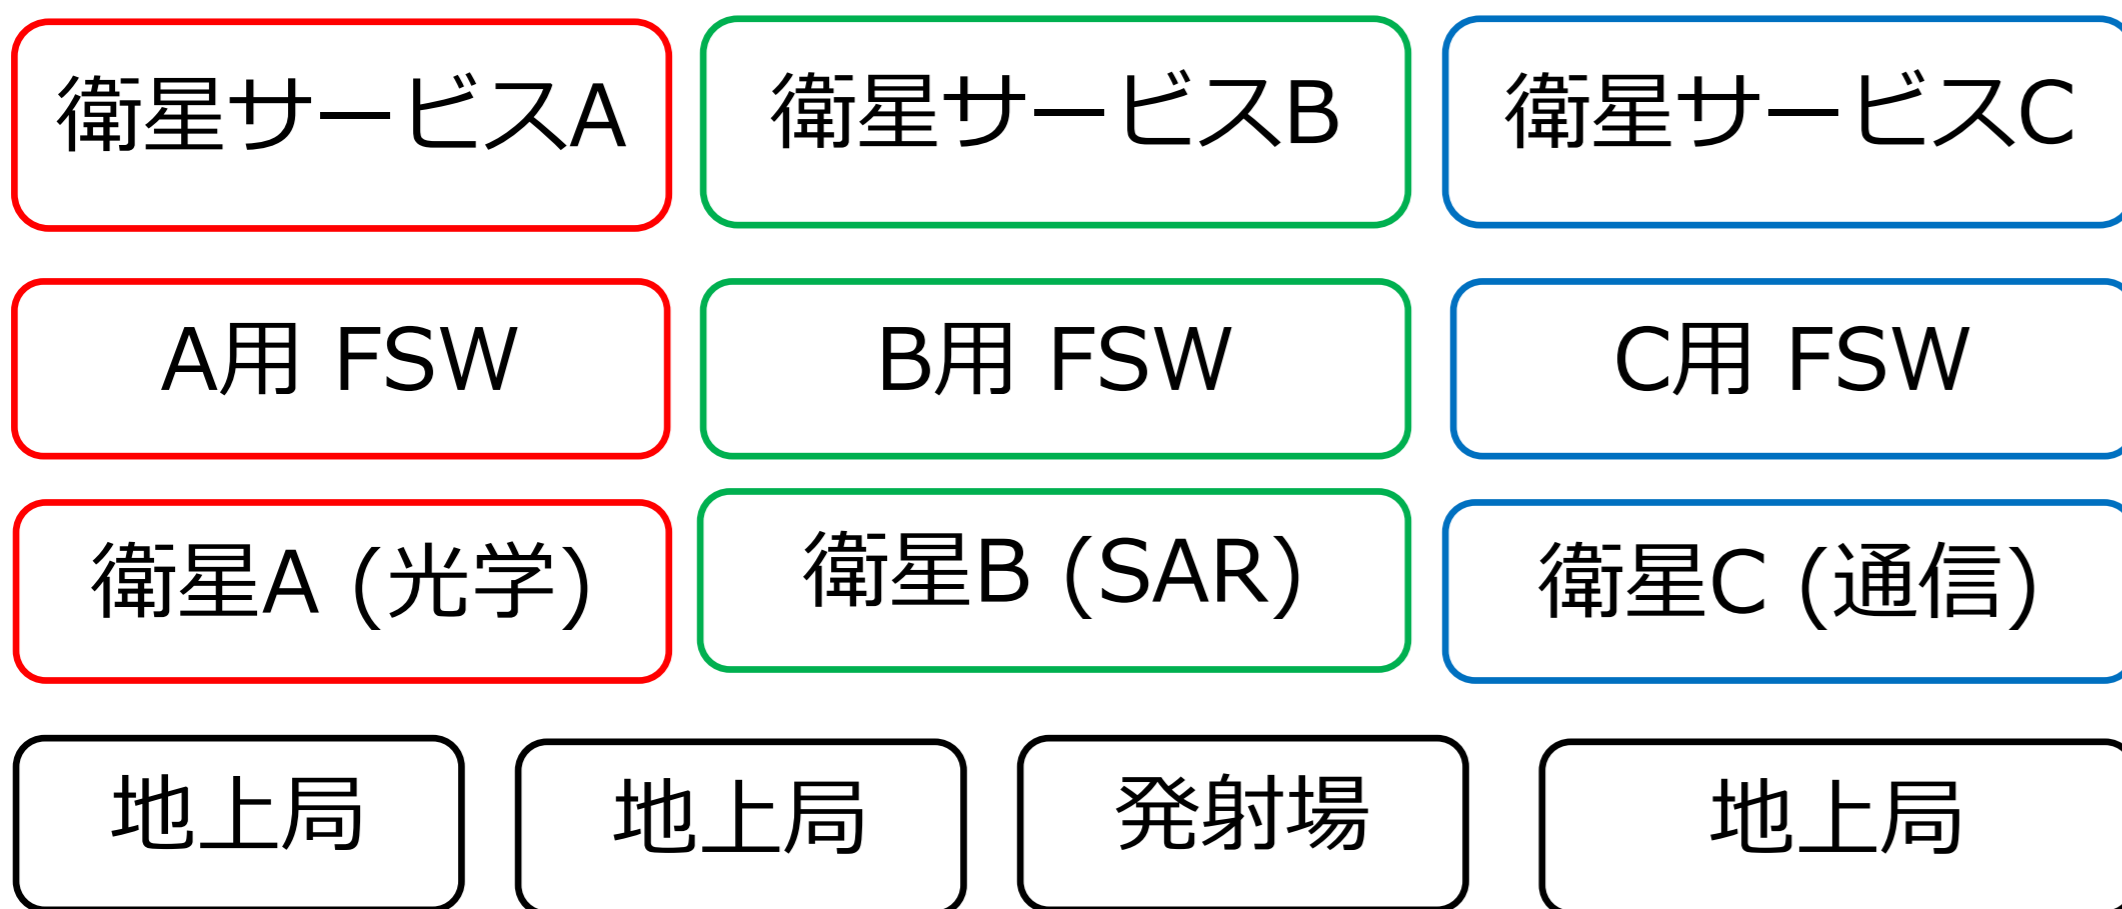 衛星サービスA
衛星サービスB
衛星サービスC
A用 FSW
B用 FSW
C用 FSW
衛星A (光学)
衛星B (SAR)
衛星C (通信)
地上局
地上局
発射場
地上局